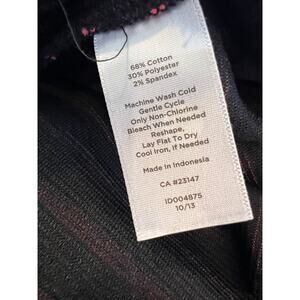 68% Cotton
30% Polyester
2% Spandex
Machine Wash Cold
Gentle Cycle
Only Non-Chlorine
Bleach When Needed
Reshape,
Lay Flat To Dry
Cool Iron, If Needed
Made in Indonesia
CA #23147
ID004875
10/13